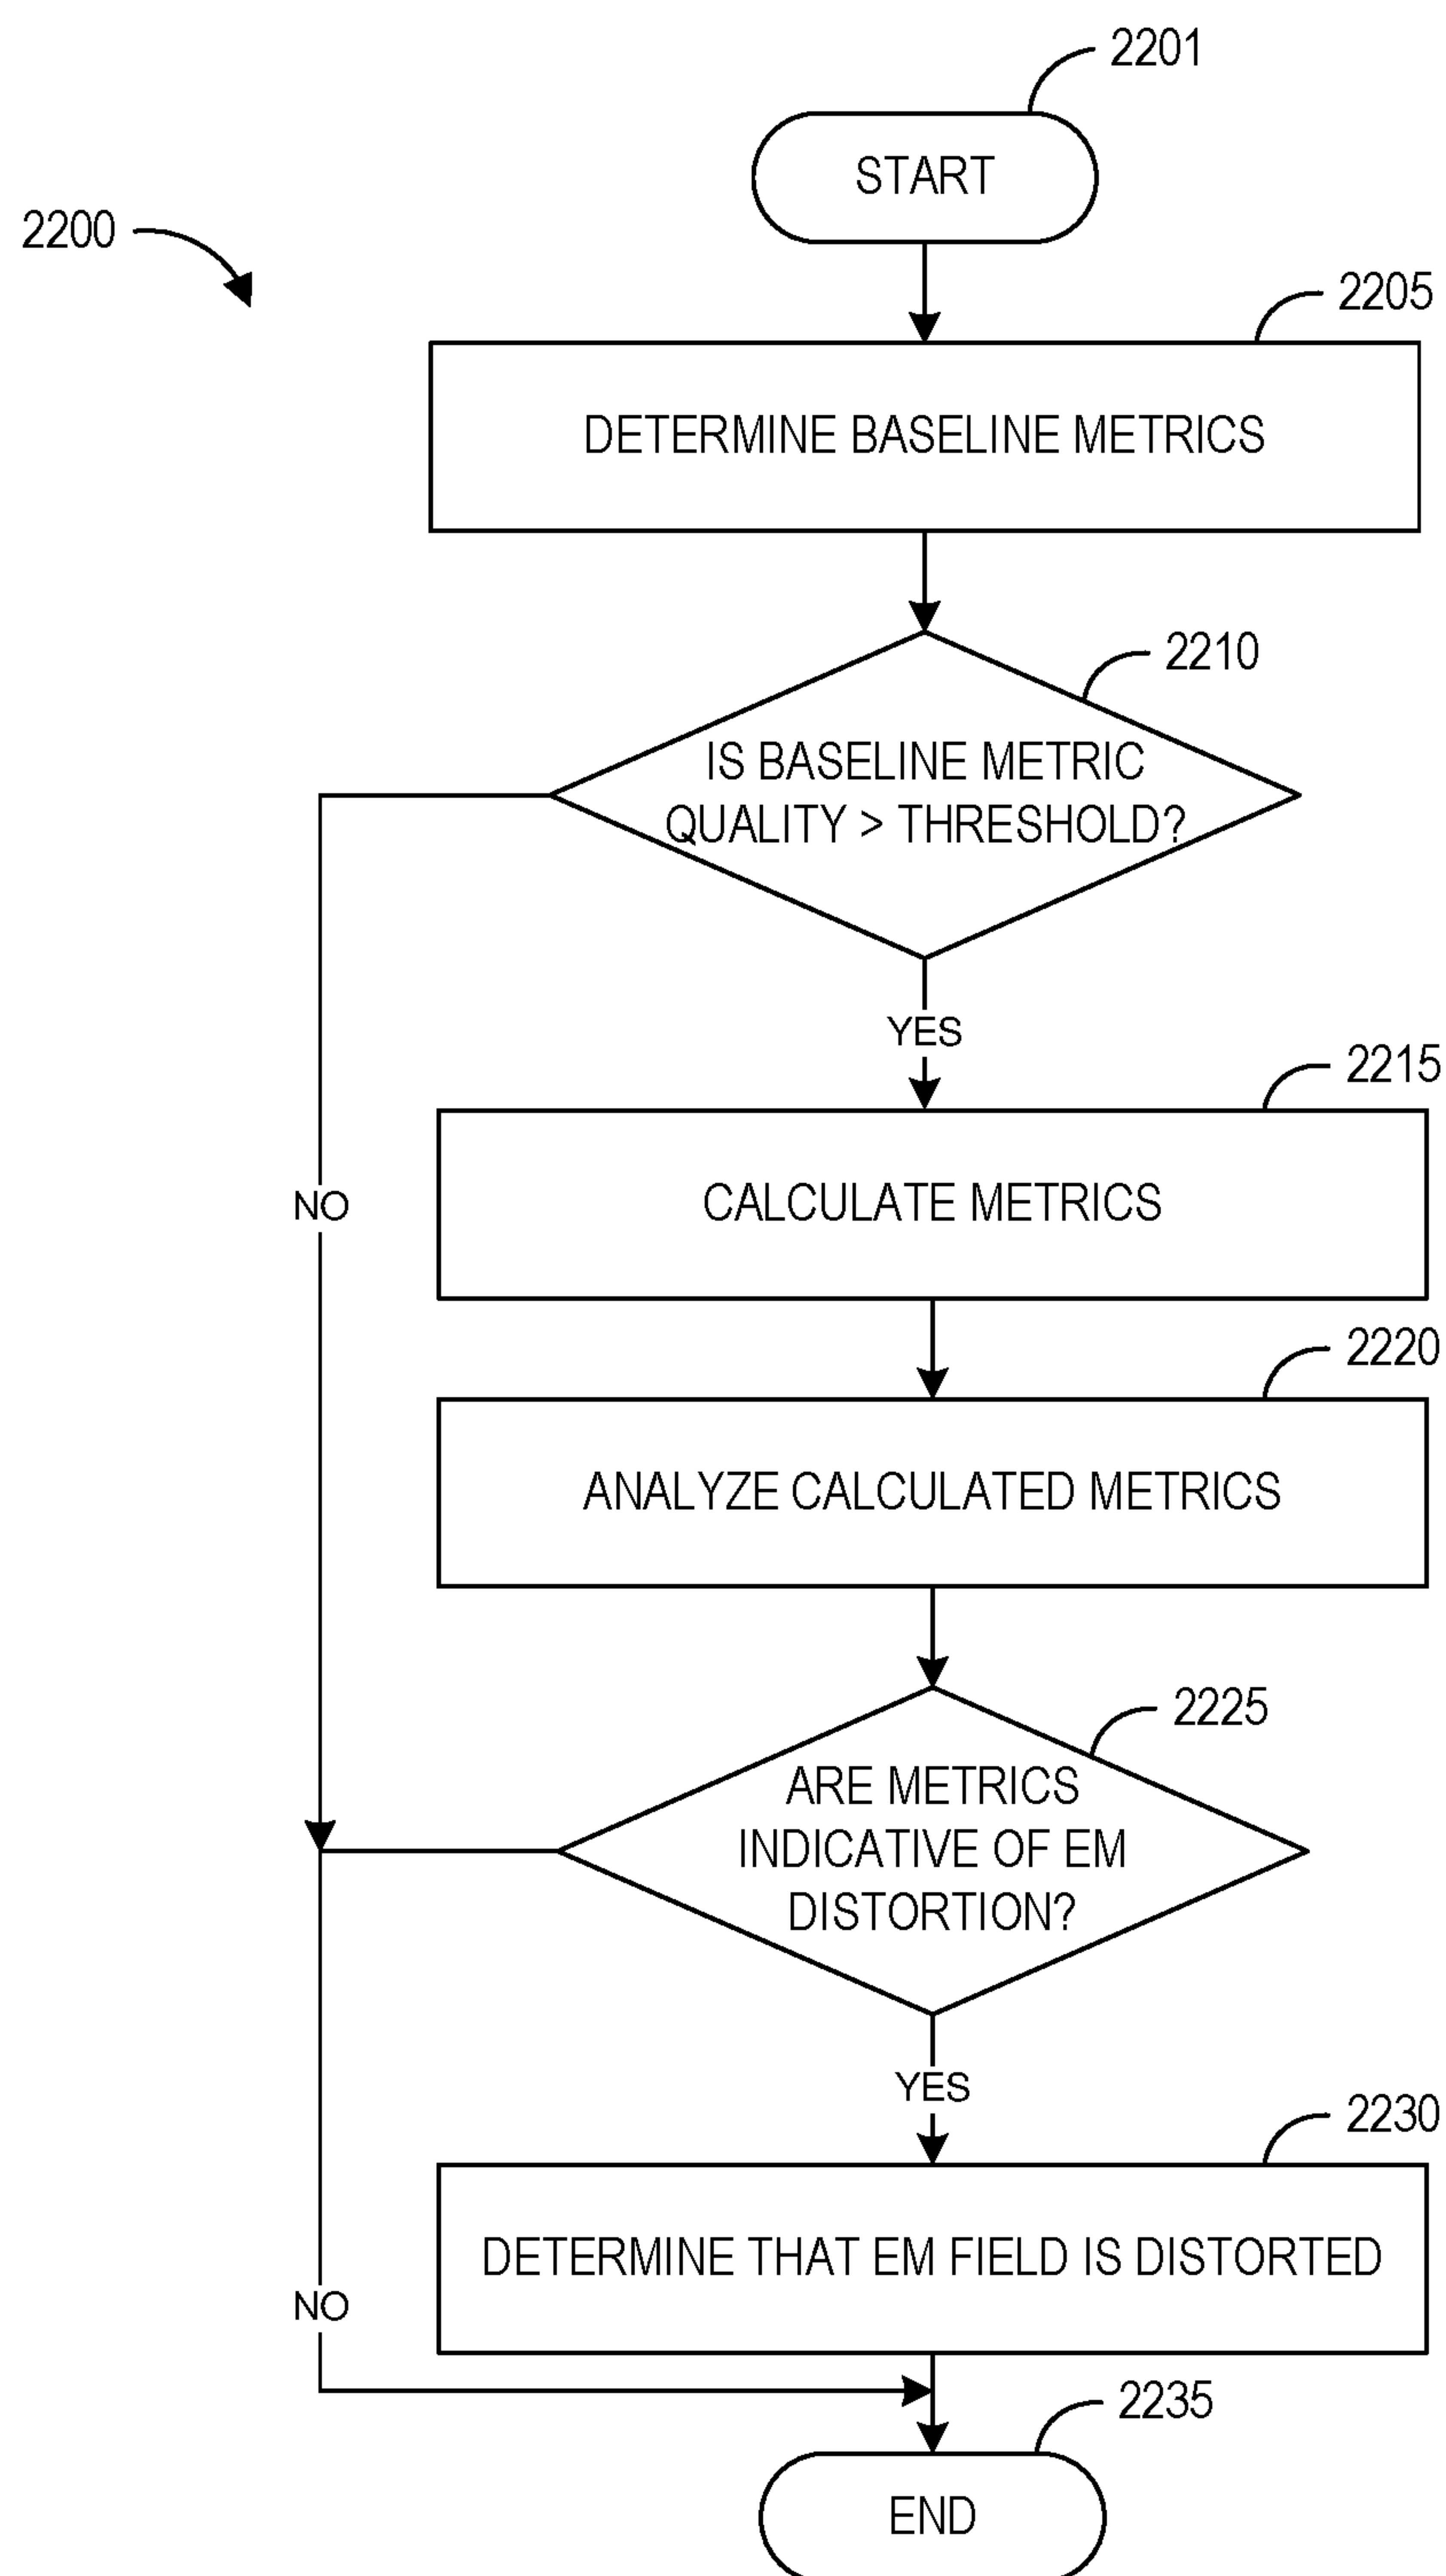 2201
START
2200
2205
DETERMINE BASELINE METRICS
2210
IS BASELINE METRIC
QUALITY > THRESHOLD?
YES
2215
NO
CALCULATE METRICS
2220
ANALYZE CALCULATED METRICS
2225
ARE METRICS
INDICATIVE OF EM
DISTORTION?
YES
2230
DETERMINE THAT EM FIELD IS DISTORTED
NO
2235
END